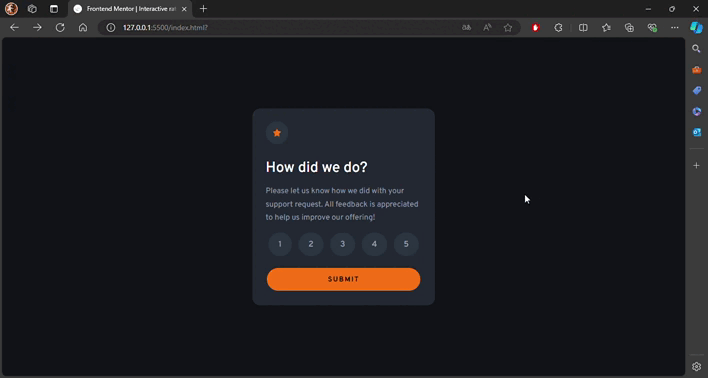 Frontend Mentor | Interactive rat
127.0.0.1:5500/index.html?
How did we do?
Please let us know how we did with your
support request. All feedback is appreciated
to help us improve our offering!
1 2 3 4 5
SUBMIT